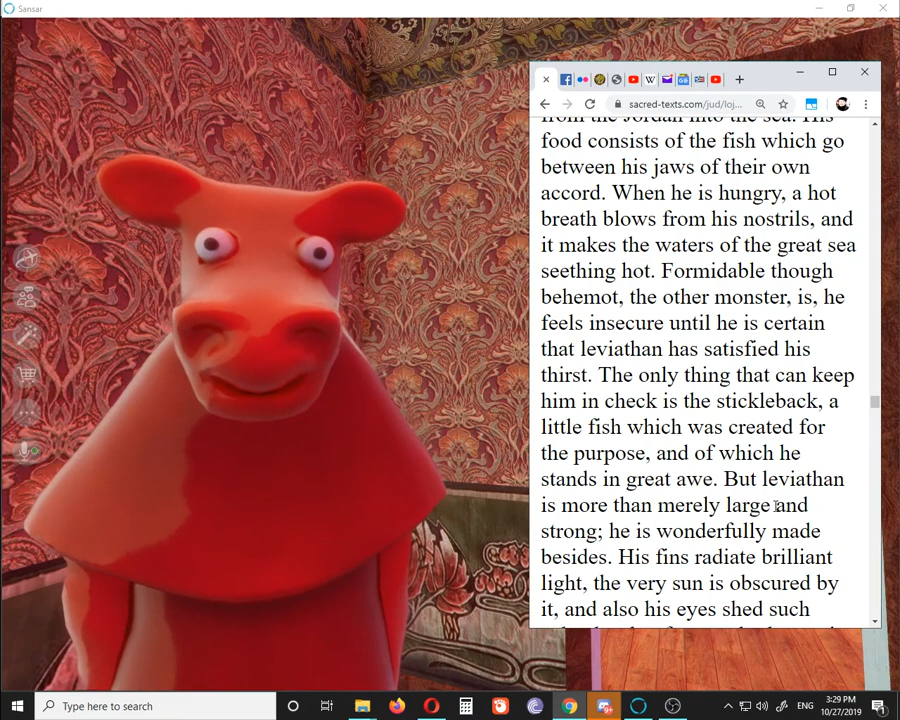 Sansar
sacred-texts.com/jud/loj...
from the Jordan into the sea. His
food consists of the fish which go
between his jaws of their own
accord. When he is hungry, a hot
breath blows from his nostrils, and
it makes the waters of the great sea
seething hot. Formidable though
behemot, the other monster, is, he
feels insecure until he is certain
that leviathan has satisfied his
thirst. The only thing that can keep
him in check is the stickleback, a
little fish which was created for
the purpose, and of which he
stands in great awe. But leviathan
is more than merely large and
strong; he is wonderfully made
besides. His fins radiate brilliant
light, the very sun is obscured by
it, and also his eyes shed such
Type here to search
ENG
3:29 PM
10/27/2019